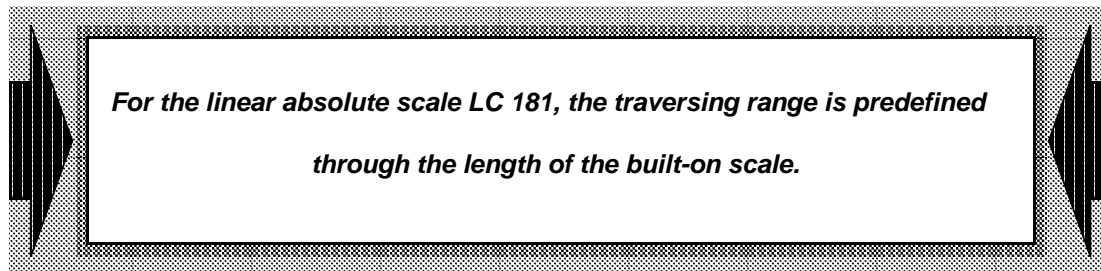 For the linear absolute scale LC 181, the traversing range is predefined
through the length of the built-on scale.